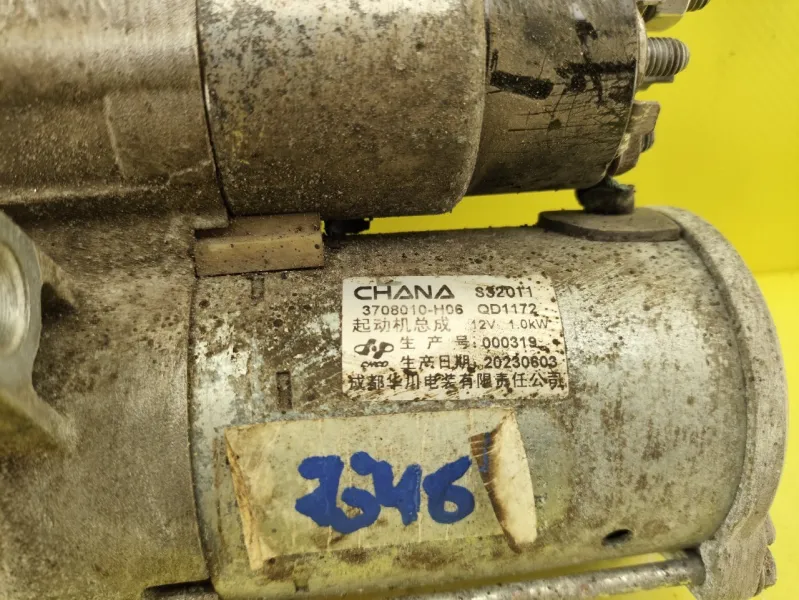 CHANA S32011
3708010-H06 QD1172
起动机总成 12V 1.0kW
生产号:000319
生产日期:20230603
成都华川电装有限责任公司
2646